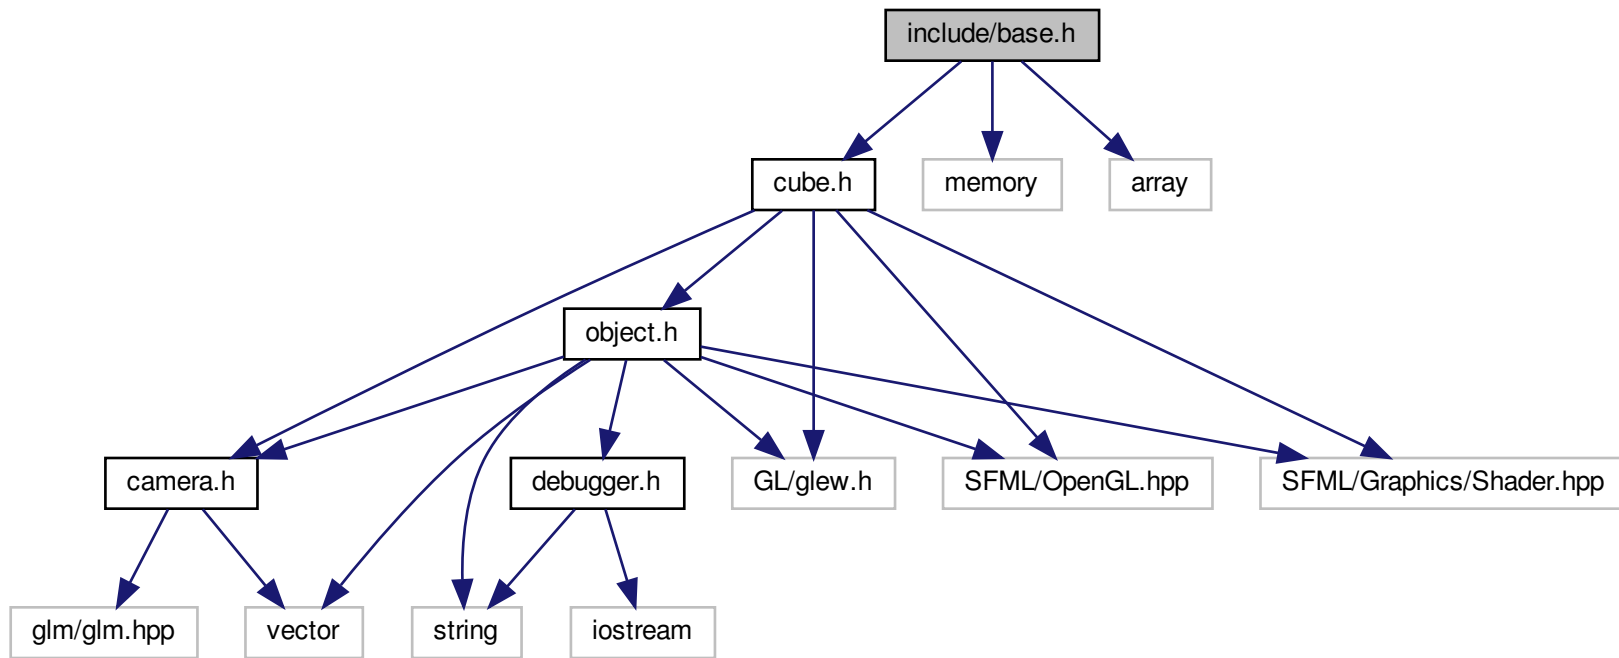 include/base.h
cube.h
memory
array
object.h
camera.h
debugger.h
GL/glew.h
SFML/OpenGL.hpp
SFML/Graphics/Shader.hpp
glm/glm.hpp
vector
string
iostream